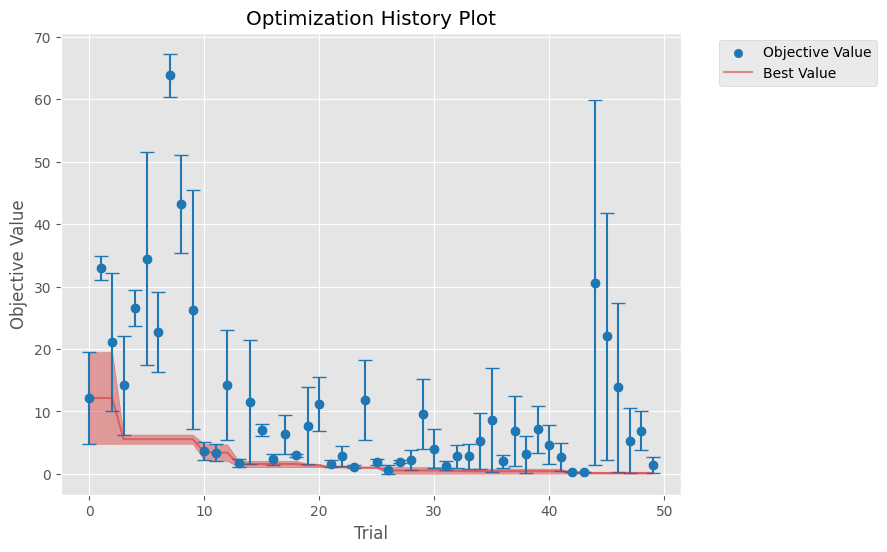 Optimization History Plot
Objective Value
Best Value
Objective Value
70
60
50
40
30
20
10
0
0 10 20 30 40 50
Trial